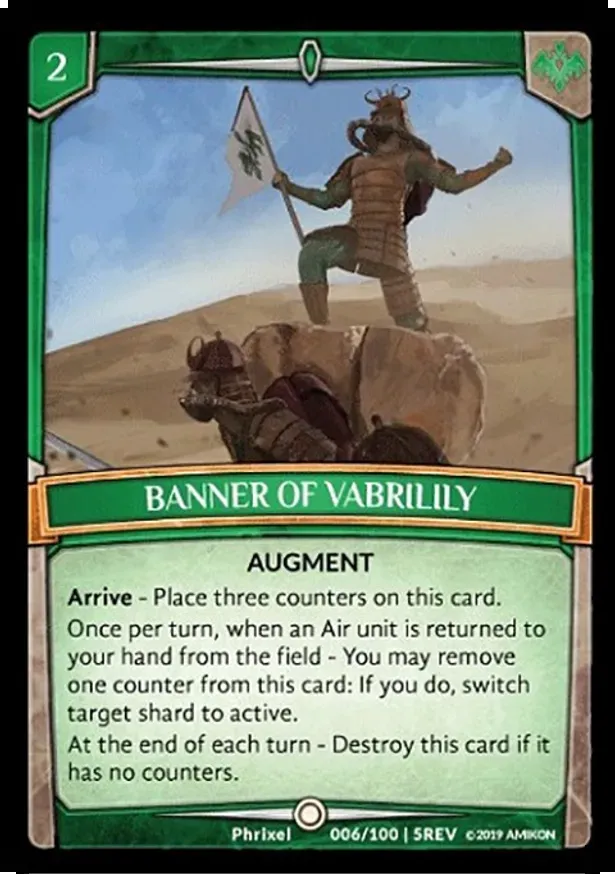 2
BANNER OF VABRILILY
AUGMENT
Arrive - Place three counters on this card.
Once per turn, when an Air unit is returned to
your hand from the field - You may remove
one counter from this card: If you do, switch
target shard to active.
At the end of each turn - Destroy this card if it
has no counters.
Phrixel 006/100 | SREV ©2019 AMIKON